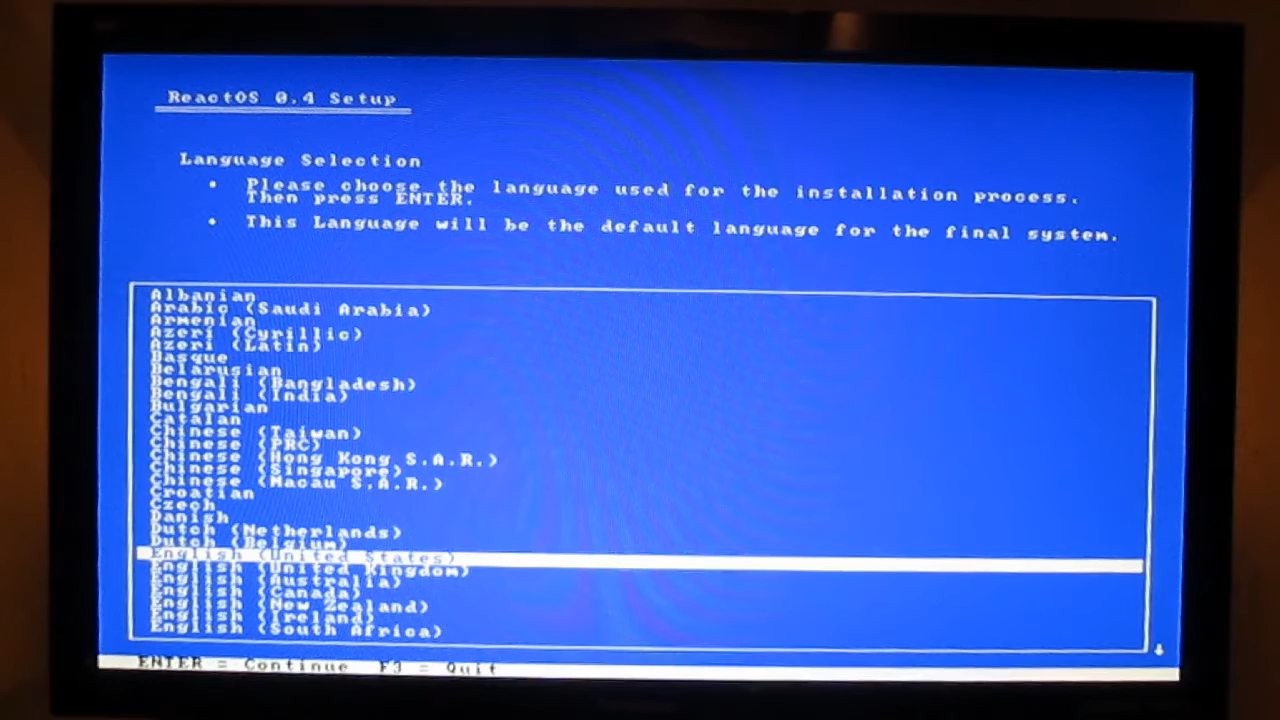 ReactOS 0.4 Setup
Language Selection
• Please choose the language used for the installation process.
Then press ENTER.
• This Language will be the default language for the final system.
Albanian
Arabic (Saudi Arabia)
Armenian
Azeri (Cyrillic)
Azeri (Latin)
Basque
Belarusian
Bengali (Bangladesh)
Bengali (India)
Bulgarian
Catalan
Chinese (Taiwan)
Chinese (PRC)
Chinese (Hong Kong S.A.R.)
Chinese (Singapore)
Chinese (Macau S.A.R.)
Croatian
Czech
Danish
Dutch (Netherlands)
Dutch (Belgium)
English (United States)
English (United Kingdom)
English (Australia)
English (Canada)
English (New Zealand)
English (Ireland)
English (South Africa)
ENTER = Continue F3 = Quit